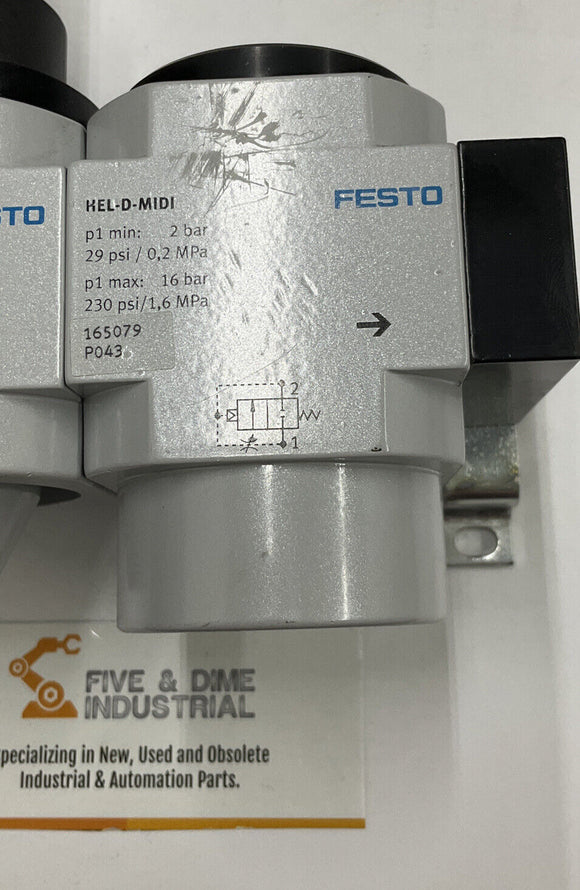 STO
HEL-D-MIDI
FESTO
p1 min: 2 bar
29 psi / 0,2 MPa
p1 max: 16 bar
230 psi/1,6 MPa
165079
P043
2
1
FIVE & DIME
INDUSTRIAL
pecializing in New, Used and Obsolete
Industrial & Automation Parts.